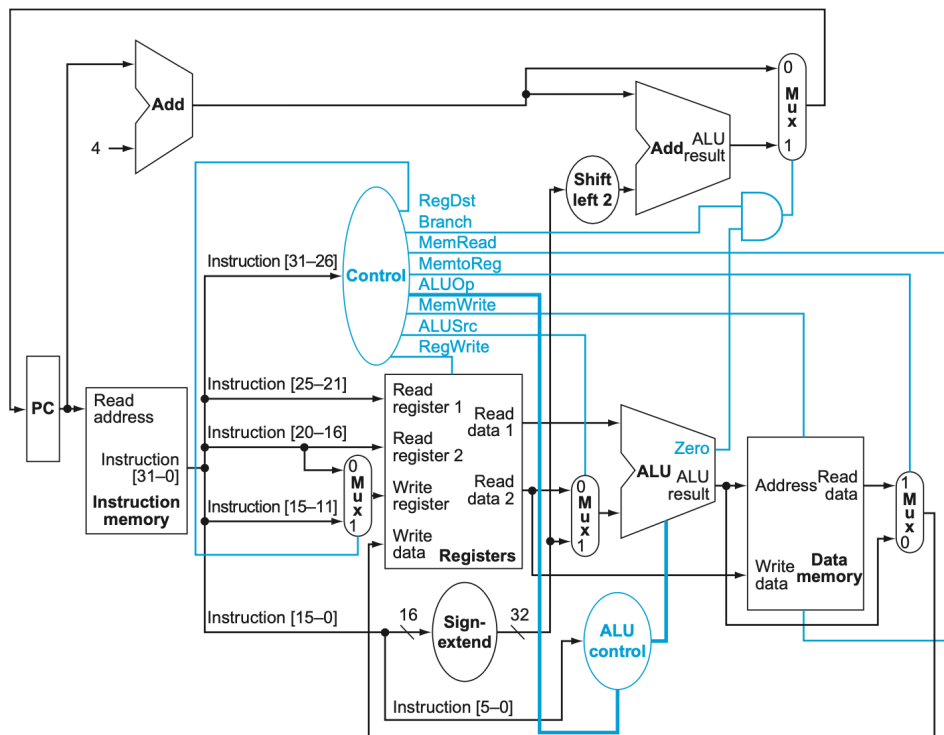 0
M
u
x
1
Add
4
Add
ALU
result
Shift
left 2
RegDst
Branch
MemRead
MemtoReg
ALUOp
MemWrite
ALUSrc
RegWrite
Control
Instruction [31–26]
Instruction [25–21]
Instruction [20–16]
Instruction [15–11]
Instruction [15–0]
Instruction [5–0]
PC
Read
address
Instruction
[31–0]
Instruction
memory
0
M
u
x
1
Read
register 1
Read
register 2
Write
register
Write
data
Read
data 1
Read
data 2
Registers
0
M
u
x
1
Zero
ALU
ALU
result
Address
Read
data
Write
data
Data
memory
1
M
u
x
0
16
Sign-
extend
32
ALU
control